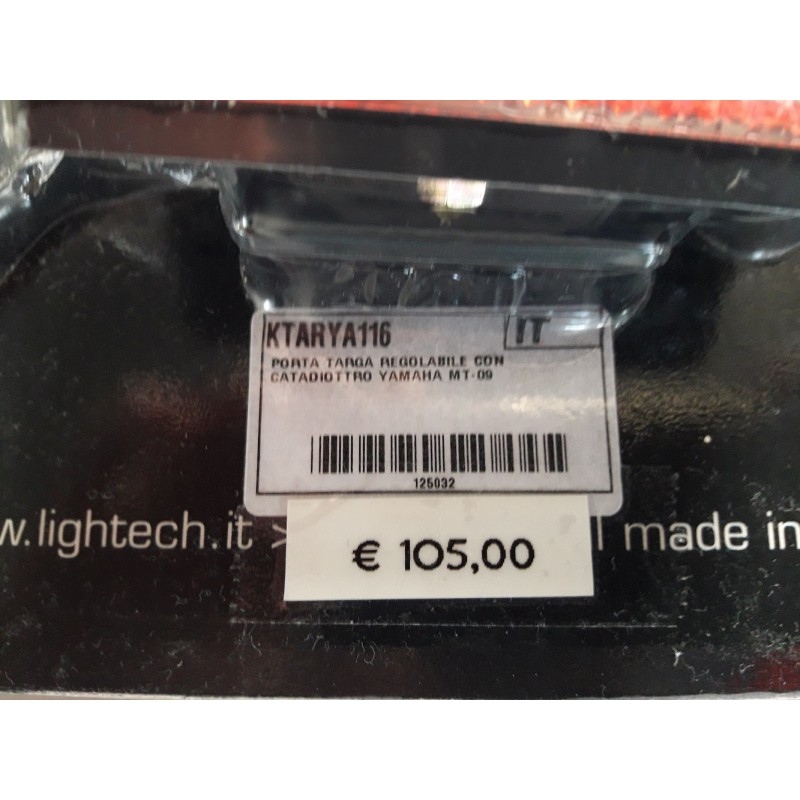 KTARYA116 IT
PORTA TARGA REGOLABILE CON
CATADIOTTRO YAMAHA MT-09
125032
w.lightech.it > | made in
€ 105,00